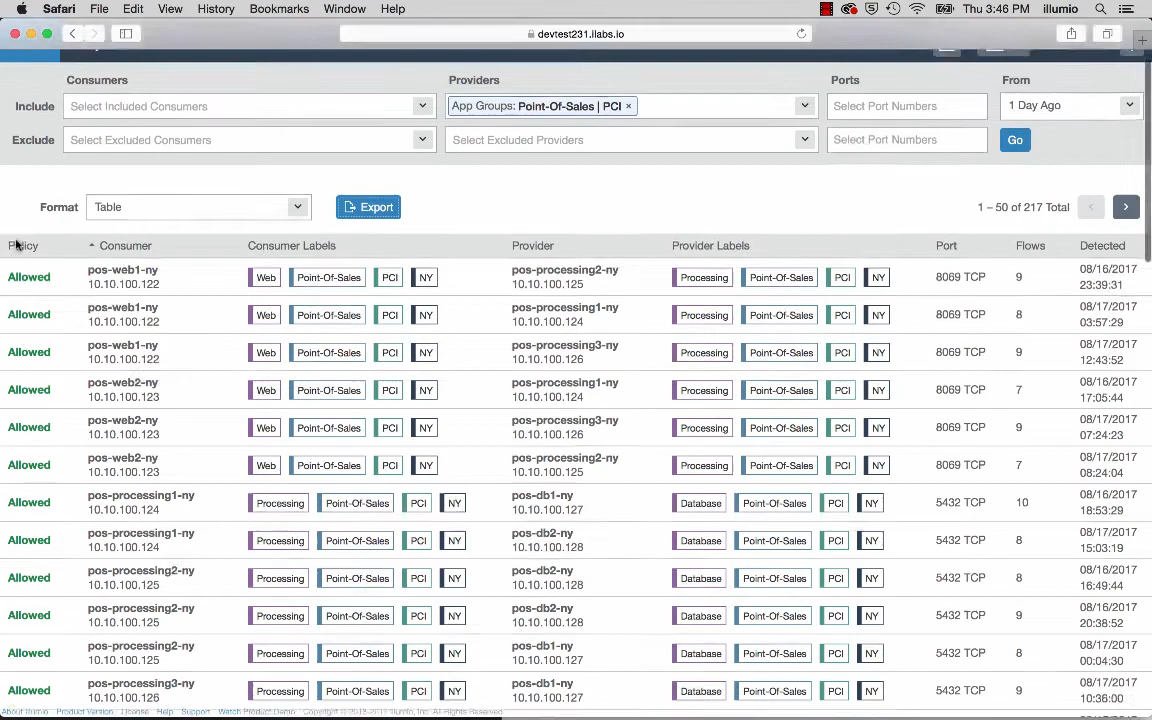 Safari File Edit View History Bookmarks Window Help Thu 3:46 PM illumio
devtest231.ilabs.io
Consumers Providers Ports From
Include Select Included Consumers App Groups: Point-Of-Sales | PCI × Select Port Numbers 1 Day Ago
Exclude Select Excluded Consumers Select Excluded Providers Select Port Numbers Go
Format Table Export 1 – 50 of 217 Total
Policy Consumer Consumer Labels Provider Provider Labels Port Flows Detected
Allowed pos-web1-ny Web Point-Of-Sales PCI NY pos-processing2-ny Processing Point-Of-Sales PCI NY 8069 TCP 9 08/16/2017
10.10.100.122 10.10.100.125 23:39:31
Allowed pos-web1-ny Web Point-Of-Sales PCI NY pos-processing1-ny Processing Point-Of-Sales PCI NY 8069 TCP 8 08/17/2017
10.10.100.122 10.10.100.124 03:57:29
Allowed pos-web1-ny Web Point-Of-Sales PCI NY pos-processing3-ny Processing Point-Of-Sales PCI NY 8069 TCP 9 08/17/2017
10.10.100.122 10.10.100.126 12:43:52
Allowed pos-web2-ny Web Point-Of-Sales PCI NY pos-processing1-ny Processing Point-Of-Sales PCI NY 8069 TCP 7 08/16/2017
10.10.100.123 10.10.100.124 17:05:44
Allowed pos-web2-ny Web Point-Of-Sales PCI NY pos-processing3-ny Processing Point-Of-Sales PCI NY 8069 TCP 9 08/17/2017
10.10.100.123 10.10.100.126 07:24:23
Allowed pos-web2-ny Web Point-Of-Sales PCI NY pos-processing2-ny Processing Point-Of-Sales PCI NY 8069 TCP 7 08/17/2017
10.10.100.123 10.10.100.125 08:24:04
Allowed pos-processing1-ny Processing Point-Of-Sales PCI NY pos-db1-ny Database Point-Of-Sales PCI NY 5432 TCP 10 08/16/2017
10.10.100.124 10.10.100.127 18:53:29
Allowed pos-processing1-ny Processing Point-Of-Sales PCI NY pos-db2-ny Database Point-Of-Sales PCI NY 5432 TCP 8 08/17/2017
10.10.100.124 10.10.100.128 15:03:19
Allowed pos-processing2-ny Processing Point-Of-Sales PCI NY pos-db2-ny Database Point-Of-Sales PCI NY 5432 TCP 8 08/16/2017
10.10.100.125 10.10.100.128 16:49:44
Allowed pos-processing2-ny Processing Point-Of-Sales PCI NY pos-db2-ny Database Point-Of-Sales PCI NY 5432 TCP 9 08/16/2017
10.10.100.125 10.10.100.128 20:38:52
Allowed pos-processing2-ny Processing Point-Of-Sales PCI NY pos-db1-ny Database Point-Of-Sales PCI NY 5432 TCP 8 08/17/2017
10.10.100.125 10.10.100.127 00:04:30
Allowed pos-processing3-ny Processing Point-Of-Sales PCI NY pos-db1-ny Database Point-Of-Sales PCI NY 5432 TCP 9 08/17/2017
10.10.100.126 10.10.100.127 10:36:00
About Illumio Product Version License Help Support Watch Product Demo Copyright © 2013-2017 Illumio, Inc. All Rights Reserved.